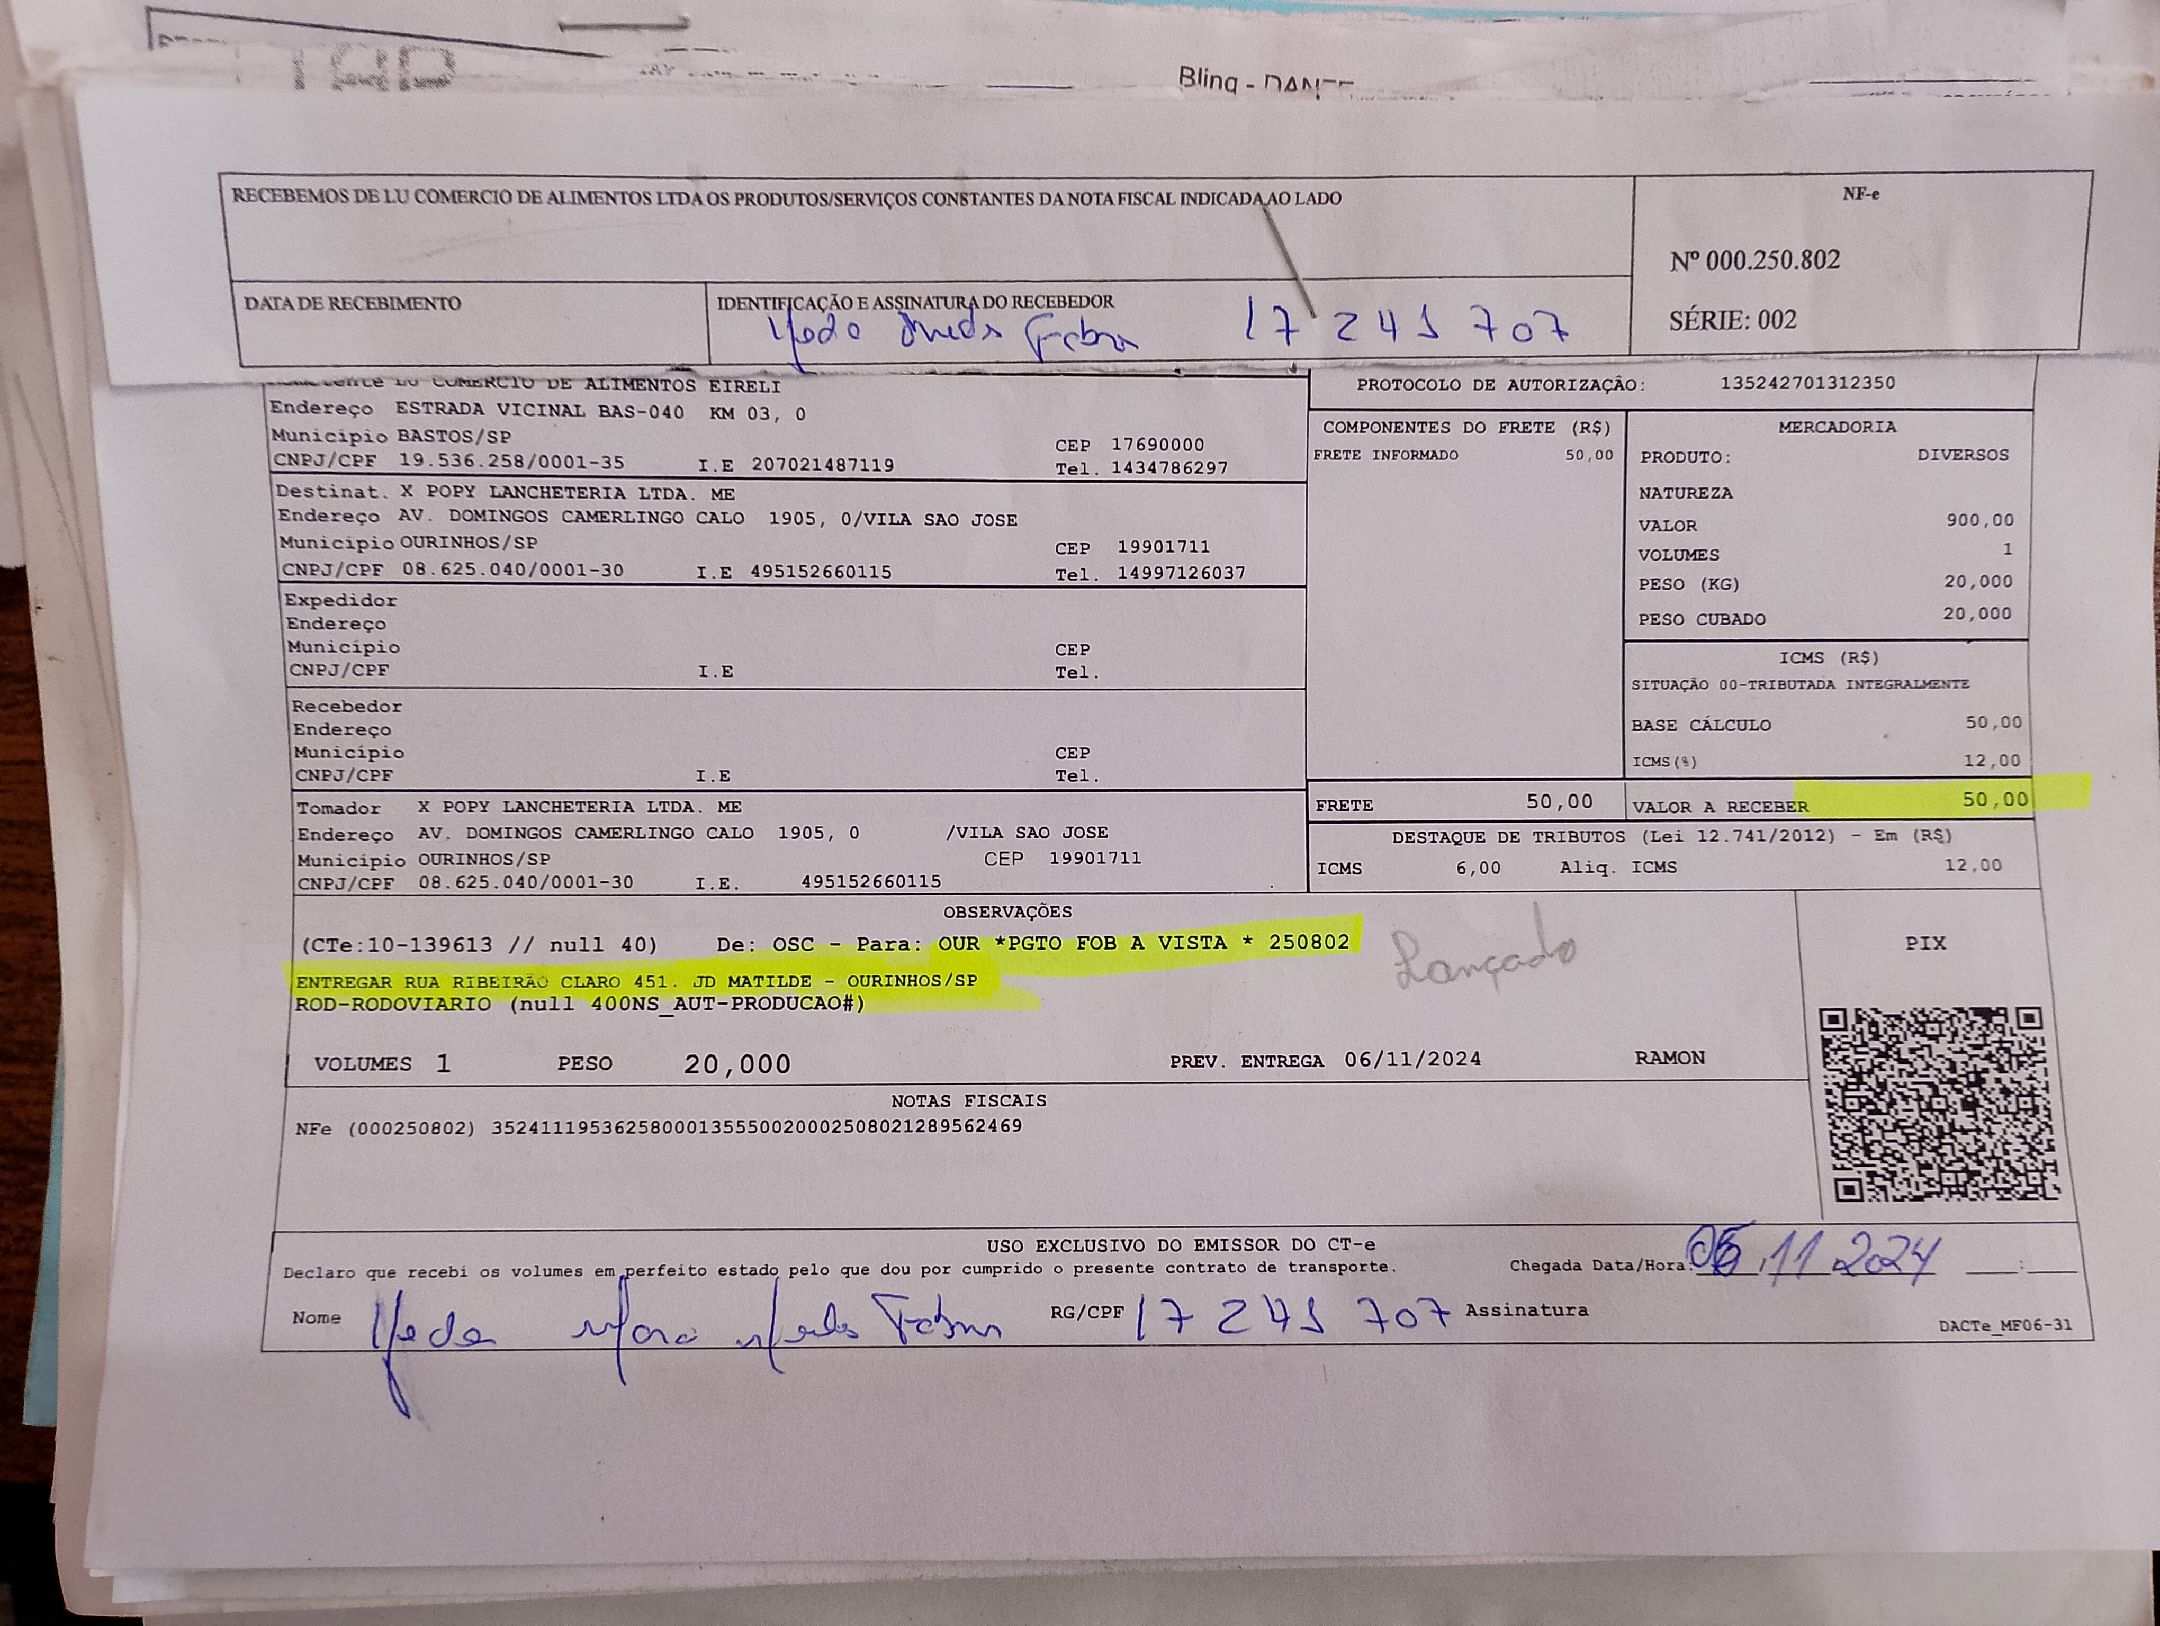 Bling - DANFE
RECEBEMOS DE LU COMERCIO DE ALIMENTOS LTDA OS PRODUTOS/SERVIÇOS CONSTANTES DA NOTA FISCAL INDICADA AO LADO
NF-e
Nº 000.250.802
SÉRIE: 002
DATA DE RECEBIMENTO
IDENTIFICAÇÃO E ASSINATURA DO RECEBEDOR
17 241 707
LU COMERCIO DE ALIMENTOS EIRELI
Endereço ESTRADA VICINAL BAS-040 KM 03, 0
Município BASTOS/SP CEP 17690000
CNPJ/CPF 19.536.258/0001-35 I.E 207021487119 Tel. 1434786297
Destinat. X POPY LANCHETERIA LTDA. ME
Endereço AV. DOMINGOS CAMERLINGO CALO 1905, 0/VILA SAO JOSE
Município OURINHOS/SP CEP 19901711
CNPJ/CPF 08.625.040/0001-30 I.E 495152660115 Tel. 14997126037
Expedidor
Endereço
Município CEP
CNPJ/CPF I.E Tel.
Recebedor
Endereço
Município CEP
CNPJ/CPF I.E Tel.
Tomador X POPY LANCHETERIA LTDA. ME
Endereço AV. DOMINGOS CAMERLINGO CALO 1905, 0 /VILA SAO JOSE
Município OURINHOS/SP CEP 19901711
CNPJ/CPF 08.625.040/0001-30 I.E. 495152660115
PROTOCOLO DE AUTORIZAÇÃO: 135242701312350
COMPONENTES DO FRETE (R$)
FRETE INFORMADO 50,00
MERCADORIA
PRODUTO: DIVERSOS
NATUREZA
VALOR 900,00
VOLUMES 1
PESO (KG) 20,000
PESO CUBADO 20,000
ICMS (R$)
SITUAÇÃO 00-TRIBUTADA INTEGRALMENTE
BASE CÁLCULO 50,00
ICMS(%) 12,00
FRETE 50,00
VALOR A RECEBER 50,00
DESTAQUE DE TRIBUTOS (Lei 12.741/2012) - Em (R$)
ICMS 6,00 Aliq. ICMS 12,00
OBSERVAÇÕES
(CTe:10-139613 // null 40) De: OSC - Para: OUR *PGTO FOB A VISTA * 250802
Lançado
ENTREGAR RUA RIBEIRÃO CLARO 451. JD MATILDE - OURINHOS/SP
ROD-RODOVIARIO (null 400NS_AUT-PRODUCAO#)
PIX
VOLUMES 1 PESO 20,000 PREV. ENTREGA 06/11/2024 RAMON
NOTAS FISCAIS
NFe (000250802) 35241119536258000135550020002508021289562469
USO EXCLUSIVO DO EMISSOR DO CT-e
Declaro que recebi os volumes em perfeito estado pelo que dou por cumprido o presente contrato de transporte.
Chegada Data/Hora: 11 2024
Nome
RG/CPF 17 241 707 Assinatura
DACTe_MF06-31